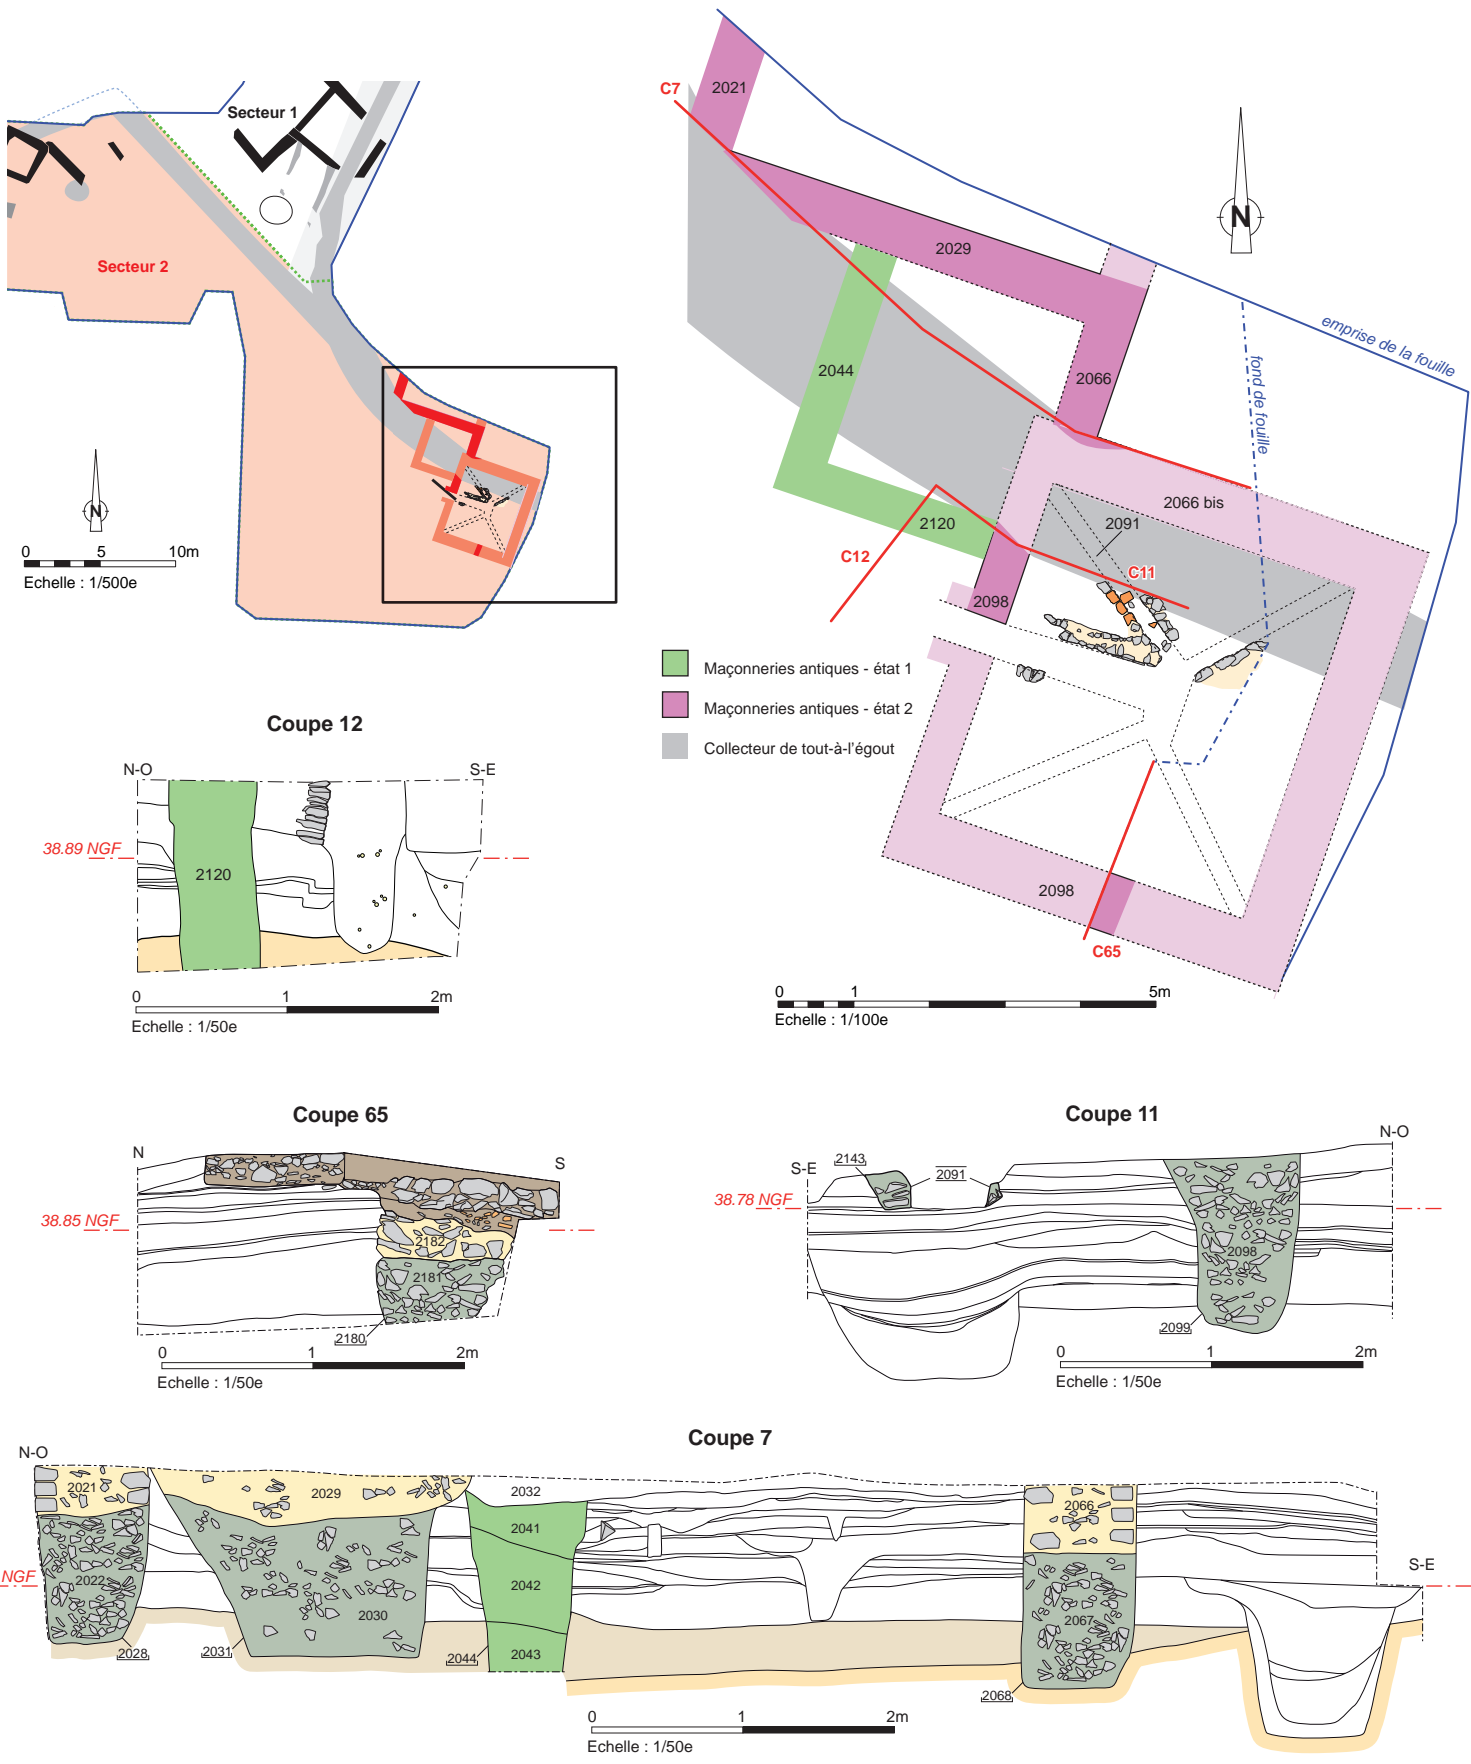 Secteur 1
Secteur 2
N
0 5 10m
Echelle : 1/500e
C7
2021
2029
2044
2066
2120
C12
2098
2066 bis
2091
C11
emprise de la fouille
fond de fouille
N
2098
C65
Maçonneries antiques - état 1
Maçonneries antiques - état 2
Collecteur de tout-à-l'égout
0 1 5m
Echelle : 1/100e
Coupe 12
N-O S-E
38.89 NGF
2120
0 1 2m
Echelle : 1/50e
Coupe 65
N S
38.85 NGF
2182
2181
2180
0 1 2m
Echelle : 1/50e
Coupe 11
S-E N-O
2143 2091
38.78 NGF
2098
2099
0 1 2m
Echelle : 1/50e
Coupe 7
N-O
2021 2029 2032 2066
2041
NGF 2022 2042 S-E
2030 2067
2028 2031 2044 2043
2068
0 1 2m
Echelle : 1/50e